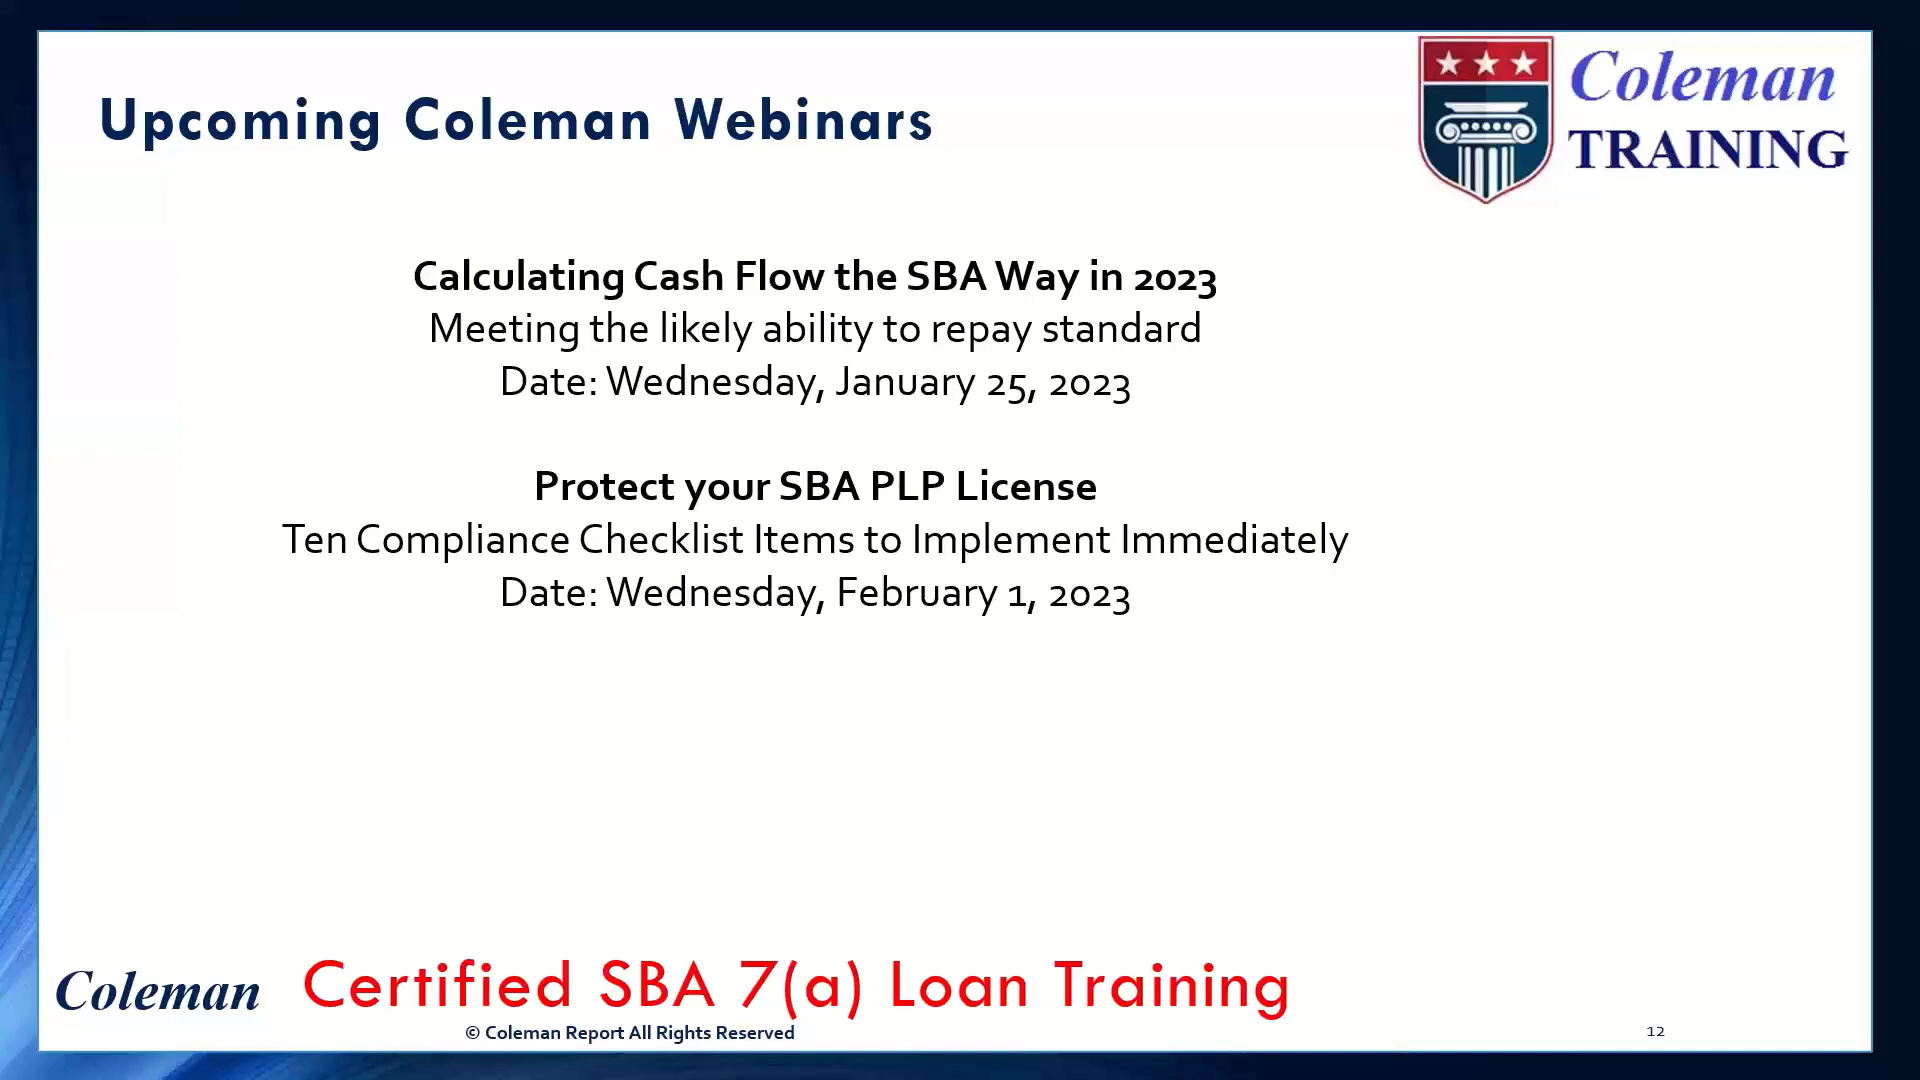 Coleman
TRAINING
Upcoming Coleman Webinars
Calculating Cash Flow the SBA Way in 2023
Meeting the likely ability to repay standard
Date: Wednesday, January 25, 2023
Protect your SBA PLP License
Ten Compliance Checklist Items to Implement Immediately
Date: Wednesday, February 1, 2023
Coleman Certified SBA 7(a) Loan Training
© Coleman Report All Rights Reserved
12